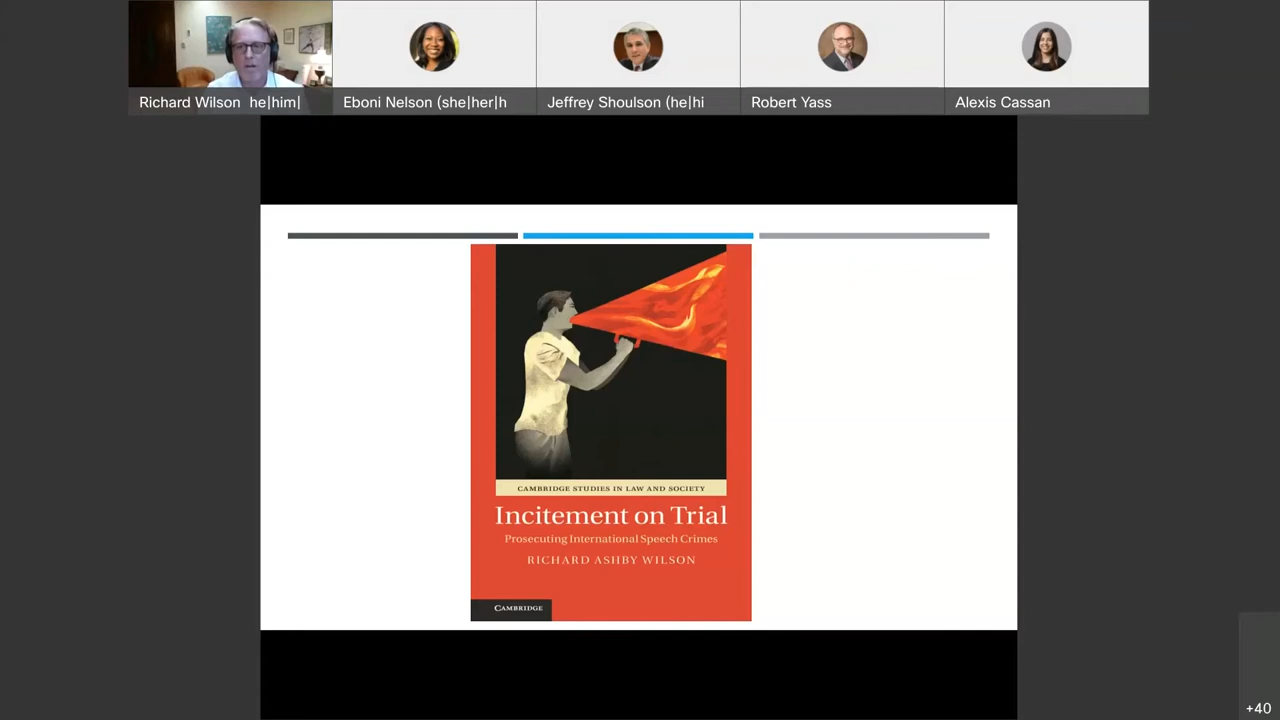 Richard Wilson he|him|
Eboni Nelson (she|her|h
Jeffrey Shoulson (he|hi
Robert Yass
Alexis Cassan
CAMBRIDGE STUDIES IN LAW AND SOCIETY
Incitement on Trial
Prosecuting International Speech Crimes
RICHARD ASHBY WILSON
CAMBRIDGE
+40